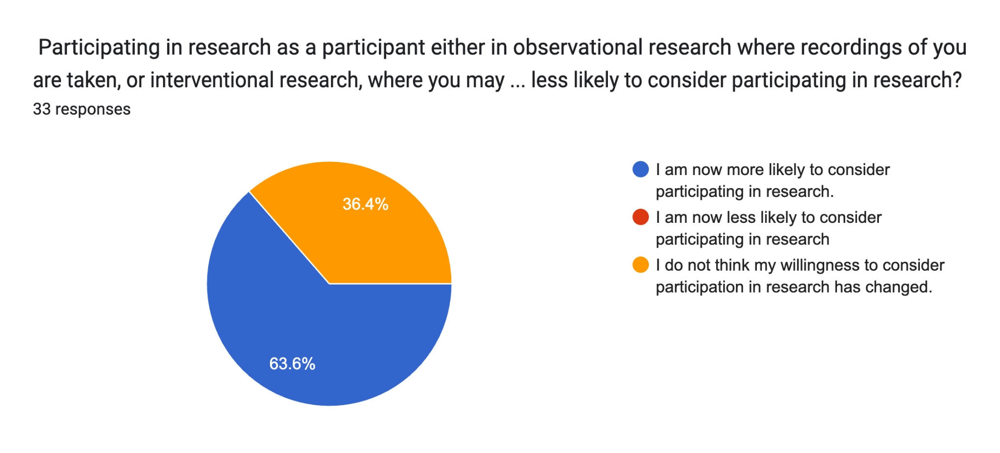 Participating in research as a participant either in observational research where recordings of you
are taken, or interventional research, where you may ... less likely to consider participating in research?
33 responses
36.4%
63.6%
I am now more likely to consider
participating in research.
I am now less likely to consider
participating in research
I do not think my willingness to consider
participation in research has changed.